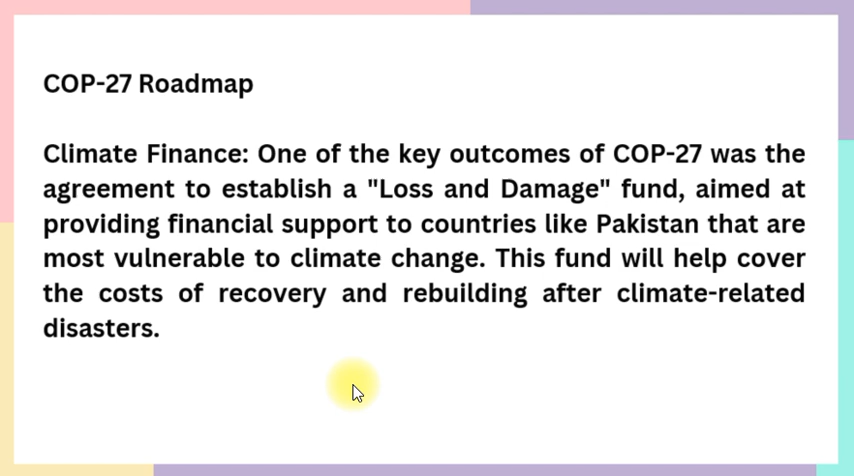 COP-27 Roadmap
Climate Finance: One of the key outcomes of COP-27 was the
agreement to establish a "Loss and Damage" fund, aimed at
providing financial support to countries like Pakistan that are
most vulnerable to climate change. This fund will help cover
the costs of recovery and rebuilding after climate-related
disasters.